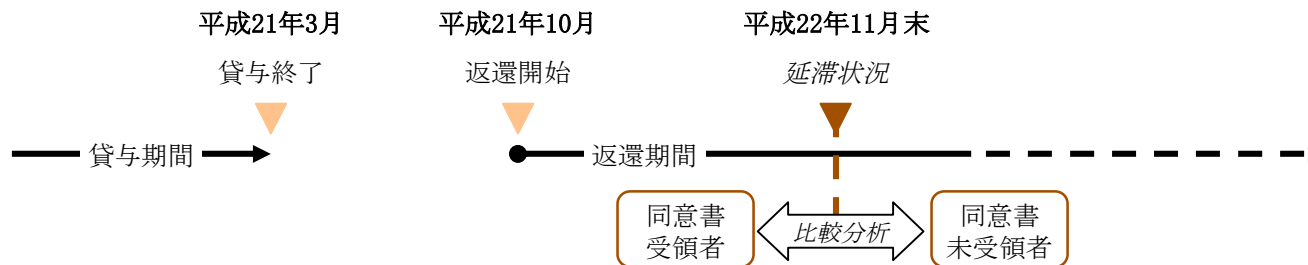 平成21年3月
平成21年10月
平成22年11月末
貸与終了
返還開始
延滞状況
貸与期間
返還期間
同意書
受領者
比較分析
同意書
未受領者